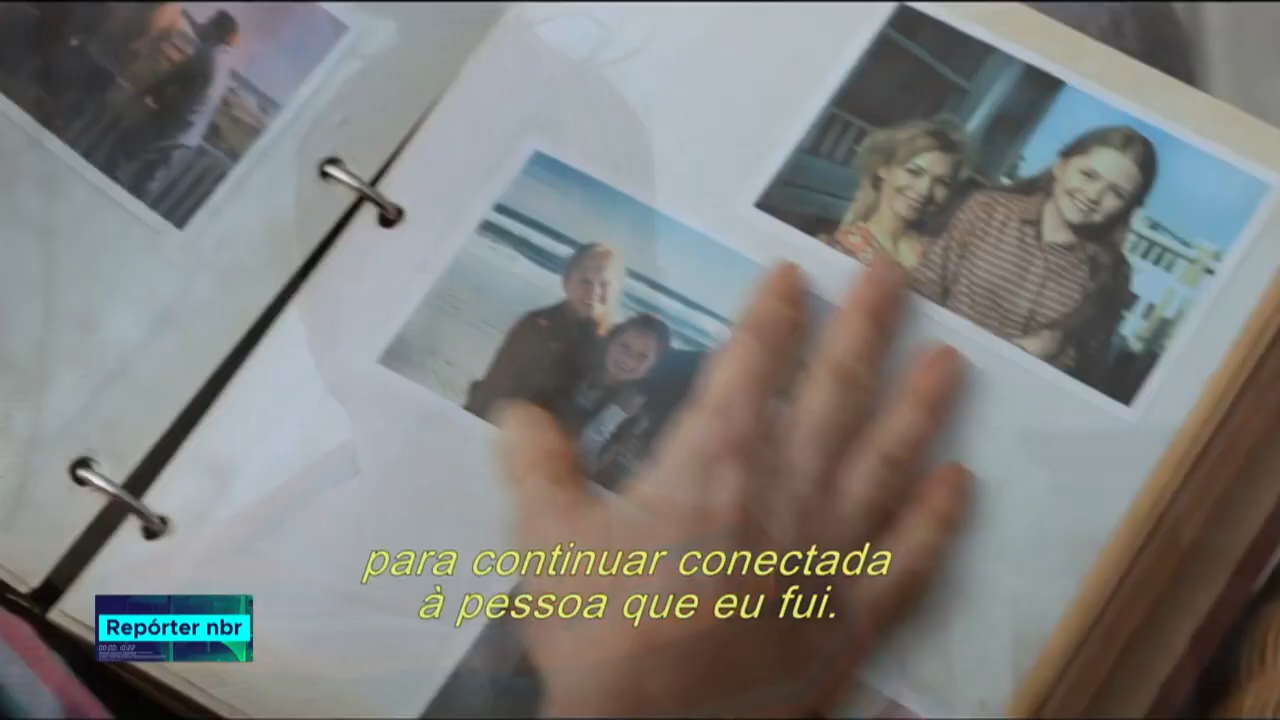 para continuar conectada
à pessoa que eu fui.
Repórter nbr